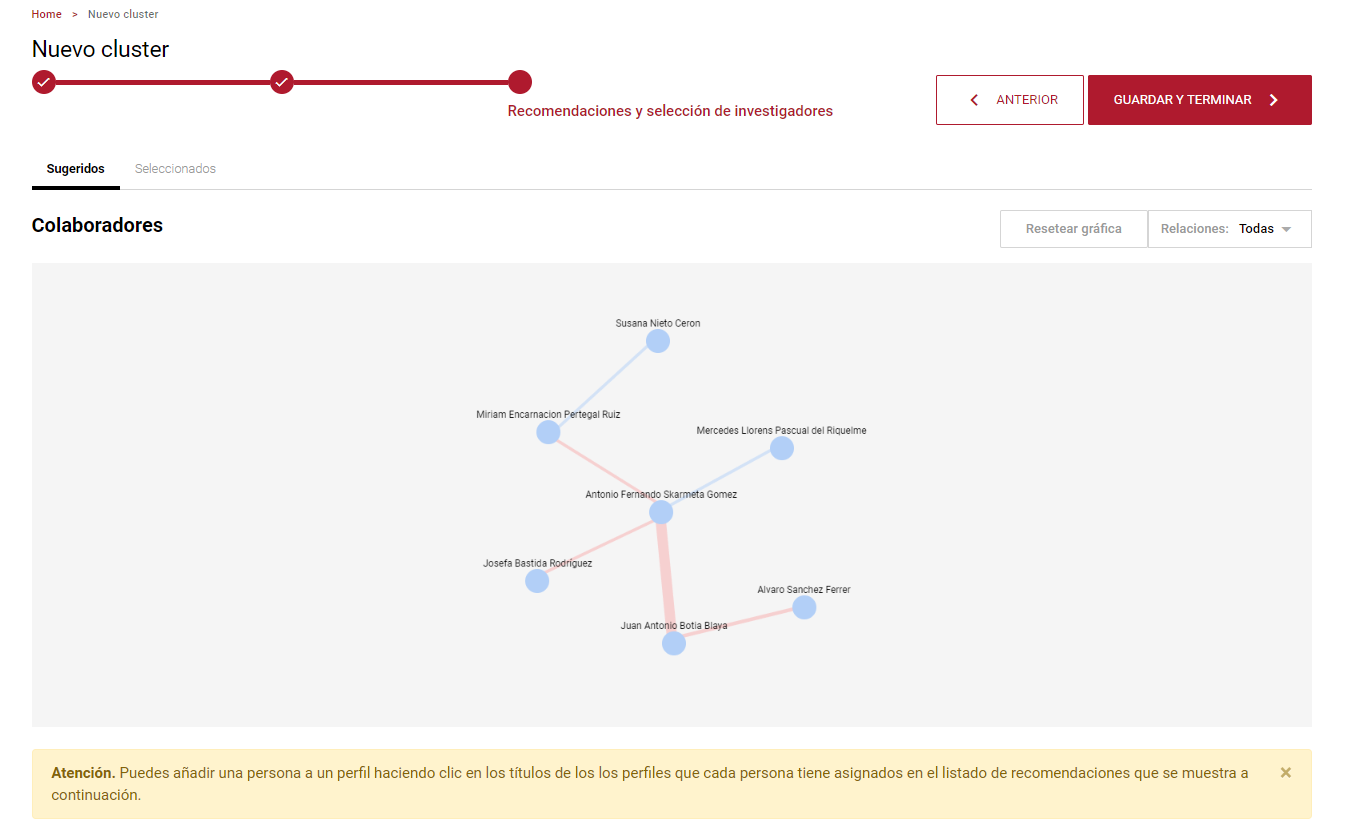 Home > Nuevo cluster
Nuevo cluster
ANTERIOR
GUARDAR Y TERMINAR
Recomendaciones y selección de investigadores
Sugeridos
Seleccionados
Colaboradores
Resetear gráfica
Relaciones: Todas
Susana Nieto Ceron
Miriam Encarnacion Pertegal Ruiz
Mercedes Llorens Pascual del Riquelme
Antonio Fernando Skarmeta Gomez
Josefa Bastida Rodríguez
Alvaro Sanchez Ferrer
Juan Antonio Botia Blaya
Atención. Puedes añadir una persona a un perfil haciendo clic en los títulos de los los perfiles que cada persona tiene asignados en el listado de recomendaciones que se muestra a
continuación.